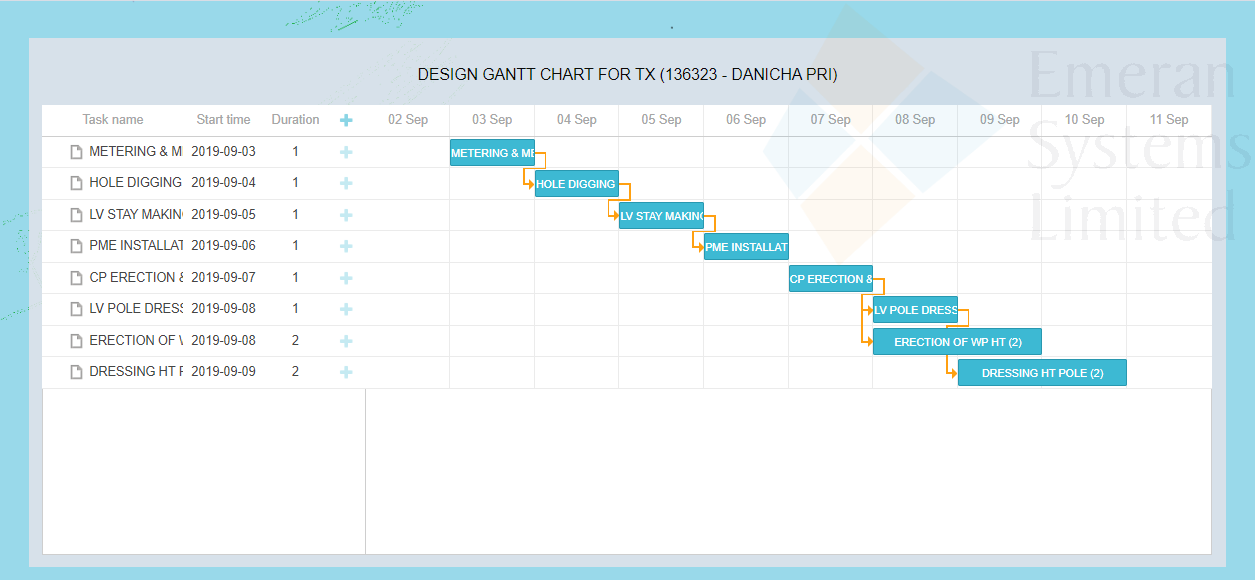 DESIGN GANTT CHART FOR TX (136323 - DANICHA PRI)
Emeran
Systems
Limited
Task name Start time Duration 02 Sep 03 Sep 04 Sep 05 Sep 06 Sep 07 Sep 08 Sep 09 Sep 10 Sep 11 Sep
METERING & M 2019-09-03 1 METERING & ME
HOLE DIGGING 2019-09-04 1 HOLE DIGGING
LV STAY MAKIN 2019-09-05 1 LV STAY MAKING
PME INSTALLAT 2019-09-06 1 PME INSTALLAT
CP ERECTION & 2019-09-07 1 CP ERECTION &
LV POLE DRESS 2019-09-08 1 LV POLE DRESS
ERECTION OF 2019-09-08 2 ERECTION OF WP HT (2)
DRESSING HT P 2019-09-09 2 DRESSING HT POLE (2)